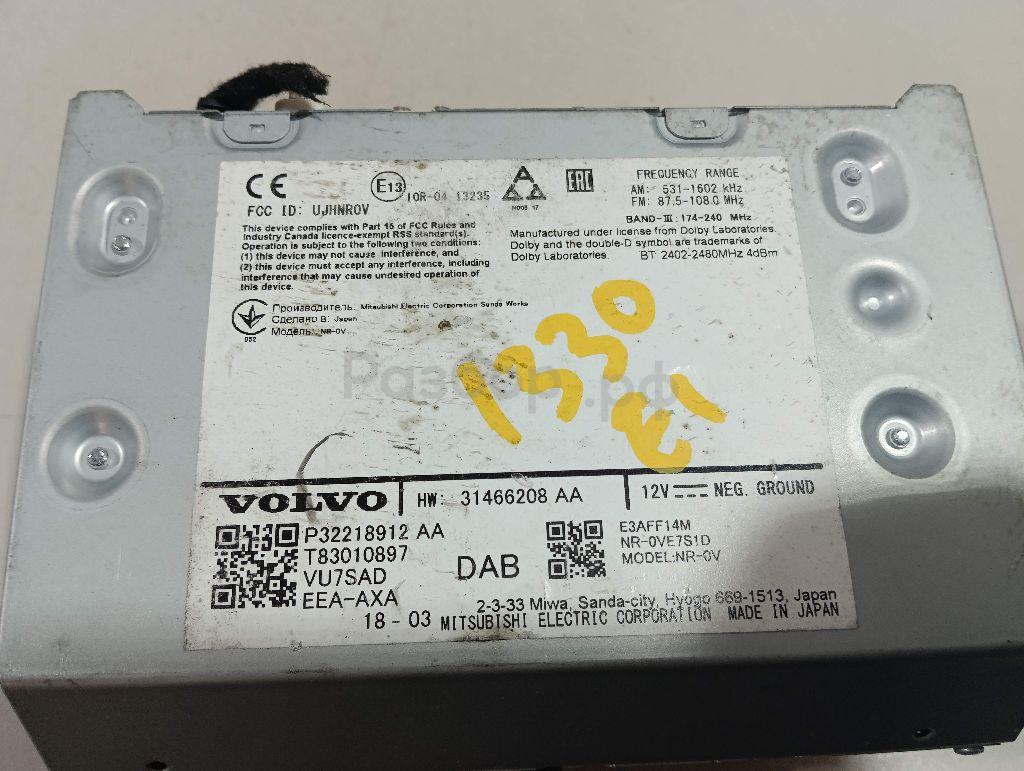 CE
E13
10R-04 13235
A
N006 17
EAC
FCC ID: UJHNR0V
This device complies with Part 15 of FCC Rules and
Industry Canada licence-exempt RSS standard(s).
Operation is subject to the following two conditions:
(1) this device may not cause interference, and
(2) this device must accept any interference, including
interference that may cause undesired operation of
this device.
FREQUENCY RANGE
AM: 531-1602 kHz
FM: 87.5-108.0 MHz
BAND-III: 174-240 MHz
Manufactured under license from Dolby Laboratories.
Dolby and the double-D symbol are trademarks of
Dolby Laboratories.
BT 2402-2480MHz 4dBm
Производитель: Mitsubishi Electric Corporation Sanda Works
Сделано в: Japan
Модель: NR-0V
052
1330
Разбор.рф
VOLVO
HW: 31466208 AA
12V NEG. GROUND
P32218912 AA
T83010897
VU7SAD
EEA-AXA
DAB
E3AFF14M
NR-0VE7S1D
MODEL:NR-0V
2-3-33 Miwa, Sanda-city, Hyogo 669-1513, Japan
18-03 MITSUBISHI ELECTRIC CORPORATION MADE IN JAPAN